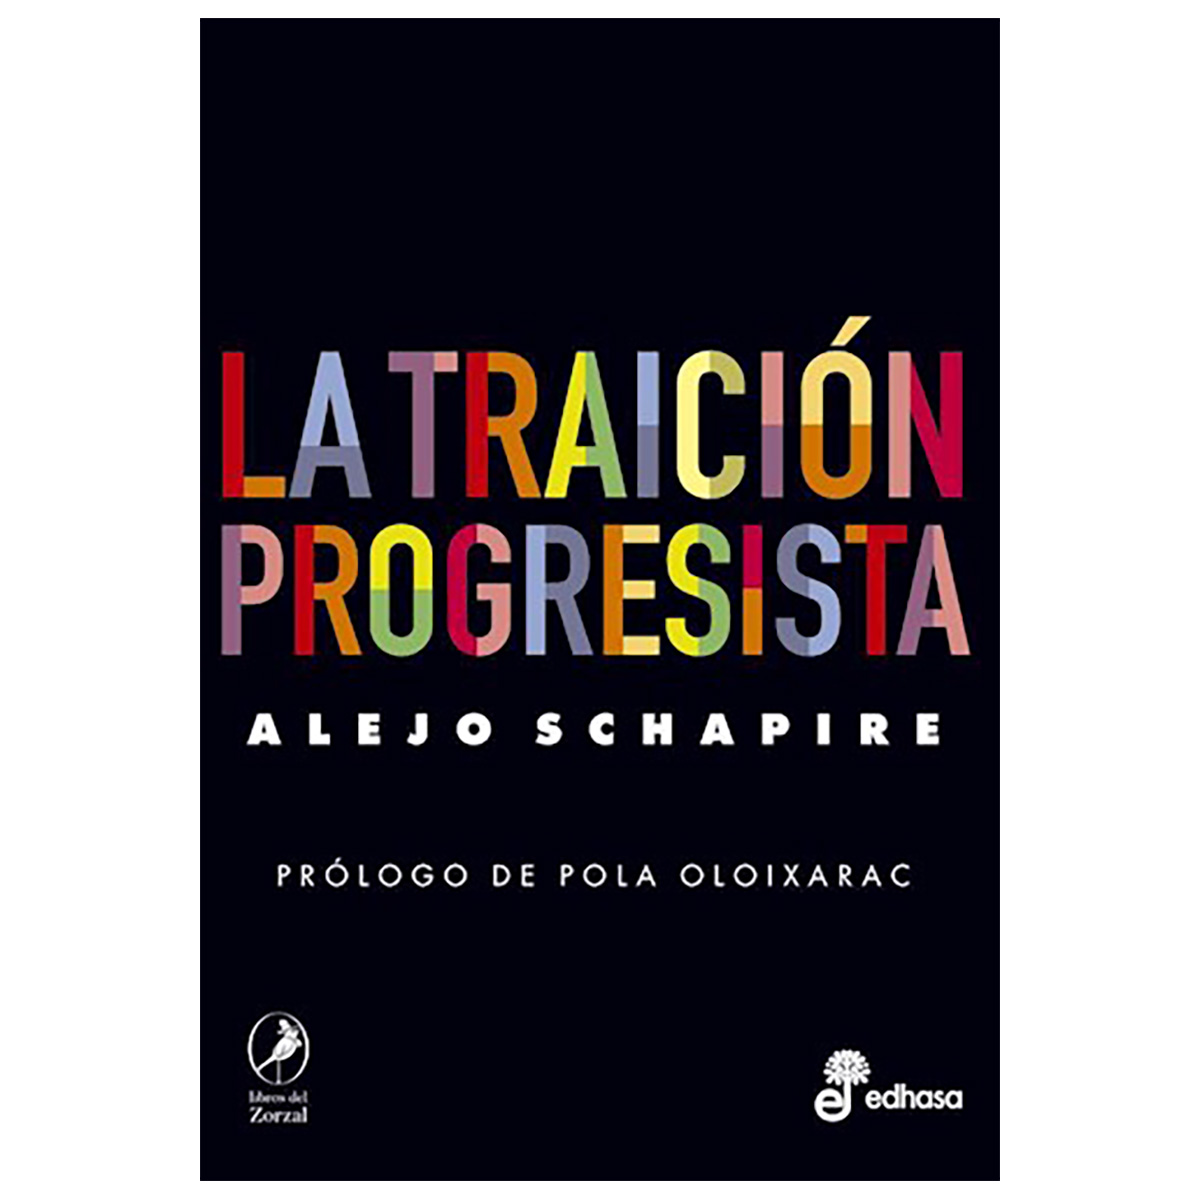 LA TRAICIÓN
PROGRESISTA
ALEJO SCHAPIRE
PRÓLOGO DE POLA OLOIXARAC
libros del
Zorzal
edhasa